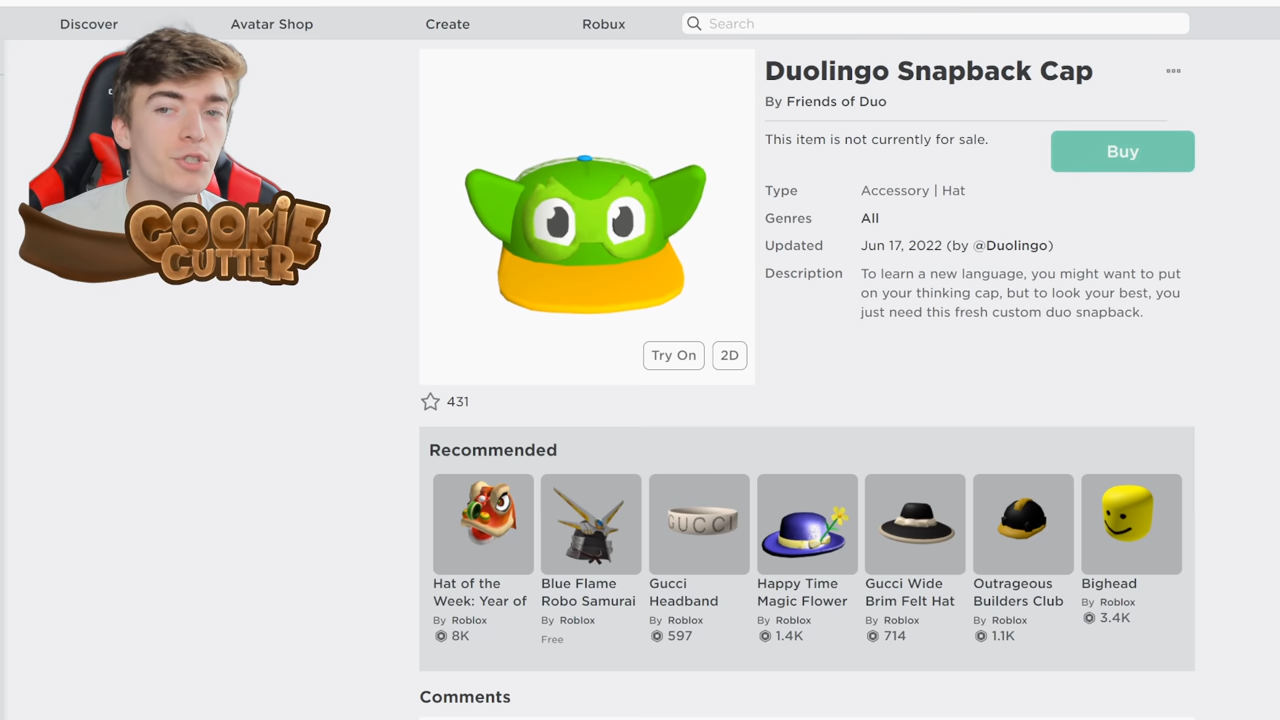 Discover
Avatar Shop
Create
Robux
Search
COOKIE
CUTTER
Duolingo Snapback Cap
By Friends of Duo
This item is not currently for sale.
Buy
Type
Accessory | Hat
Genres
All
Updated
Jun 17, 2022 (by @Duolingo)
Description
To learn a new language, you might want to put
on your thinking cap, but to look your best, you
just need this fresh custom duo snapback.
Try On
2D
431
Recommended
GUCCI
Hat of the
Week: Year of
By Roblox
8K
Blue Flame
Robo Samurai
By Roblox
Free
Gucci
Headband
By Roblox
597
Happy Time
Magic Flower
By Roblox
1.4K
Gucci Wide
Brim Felt Hat
By Roblox
714
Outrageous
Builders Club
By Roblox
1.1K
Bighead
By Roblox
3.4K
Comments